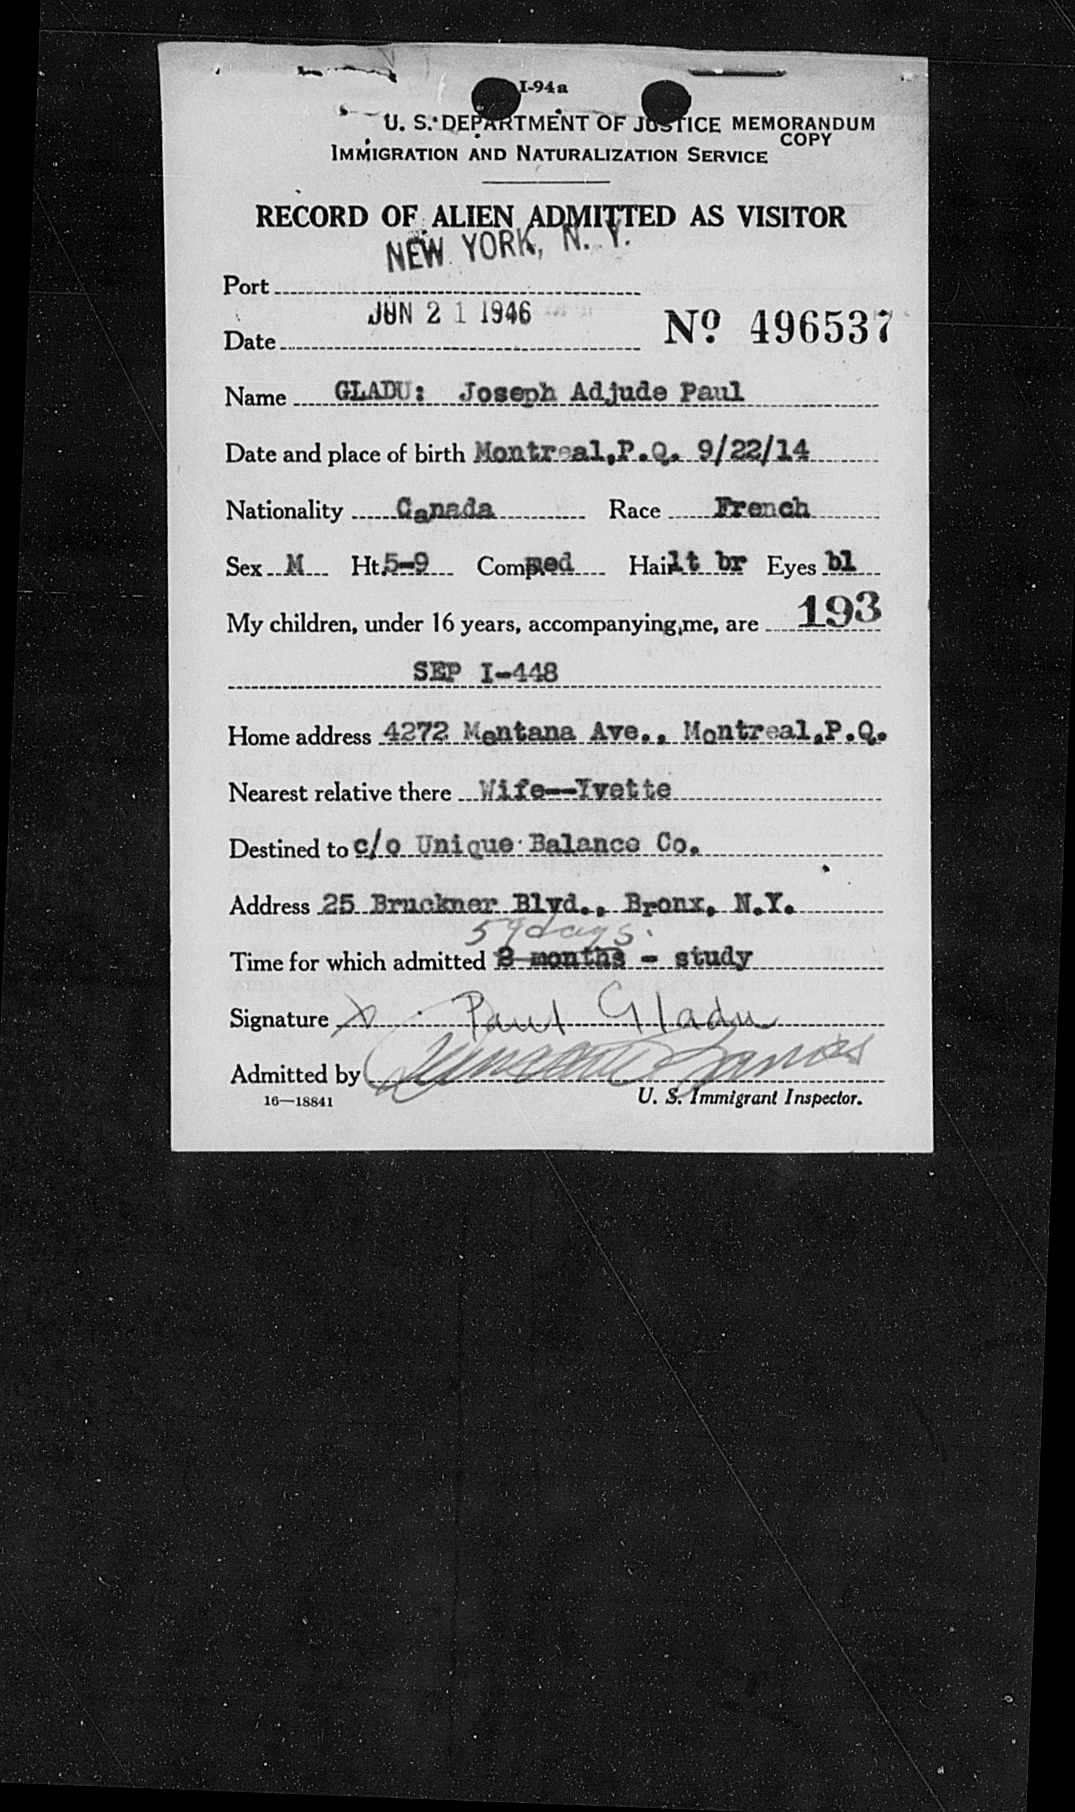 I-94a
U. S. DEPARTMENT OF JUSTICE MEMORANDUM
COPY
IMMIGRATION AND NATURALIZATION SERVICE
RECORD OF ALIEN ADMITTED AS VISITOR
NEW YORK, N. Y.
Port
JUN 21 1946
Date Nº 496537
Name GLADU: Joseph Adjude Paul
Date and place of birth Montreal,P.Q. 9/22/14
Nationality Canada Race French
Sex M Ht. 5-9 Comp med Hair lt br Eyes bl
My children, under 16 years, accompanying me, are 193
SEP I-448
Home address 4272 Montana Ave., Montreal,P.Q.
Nearest relative there Wife--Yvette
Destined to c/o Unique Balance Co.
Address 25 Bruckner Blvd., Bronx, N.Y.
59 days.
Time for which admitted 2 months - study
Signature X Paul Gladu
Admitted by
16—18841 U. S. Immigrant Inspector.